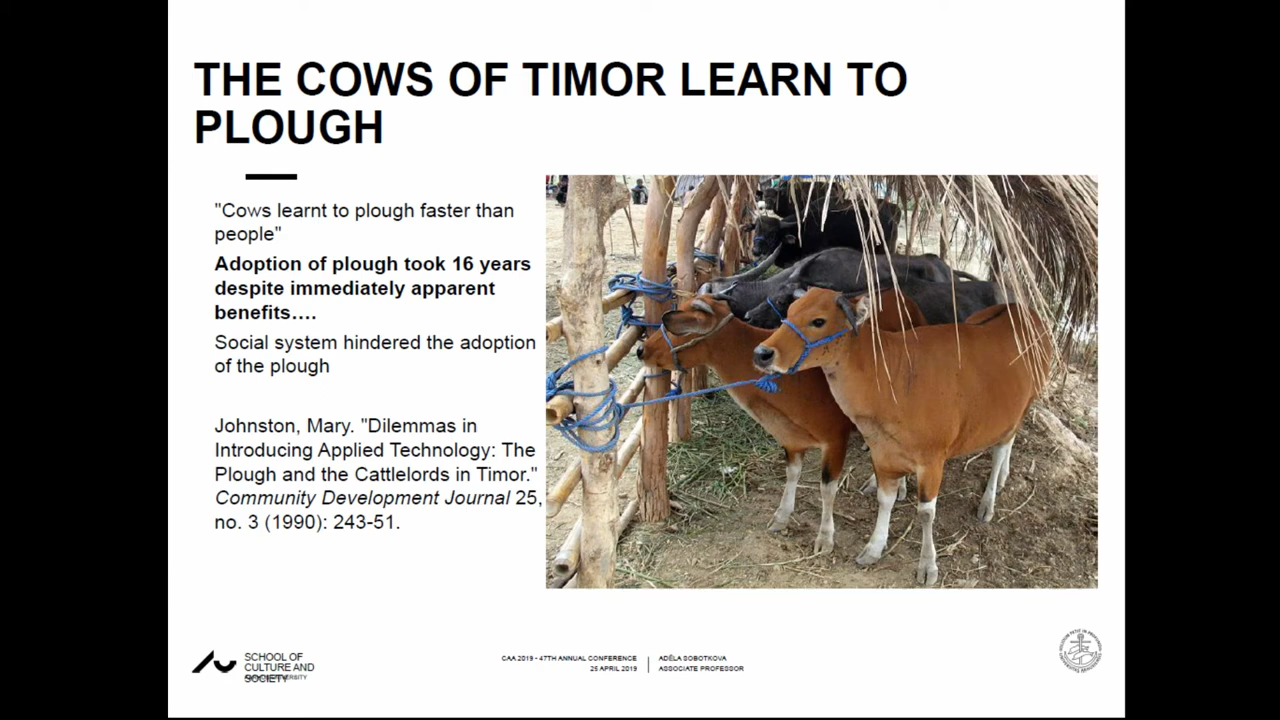 THE COWS OF TIMOR LEARN TO
PLOUGH
"Cows learnt to plough faster than
people"
Adoption of plough took 16 years
despite immediately apparent
benefits....
Social system hindered the adoption
of the plough
Johnston, Mary. "Dilemmas in
Introducing Applied Technology: The
Plough and the Cattlelords in Timor."
Community Development Journal 25,
no. 3 (1990): 243-51.
SCHOOL OF
CULTURE AND
SOCIETY
CAA 2019 - 47TH ANNUAL CONFERENCE
25 APRIL 2019
ADÉLA SOBOTKOVA
ASSOCIATE PROFESSOR